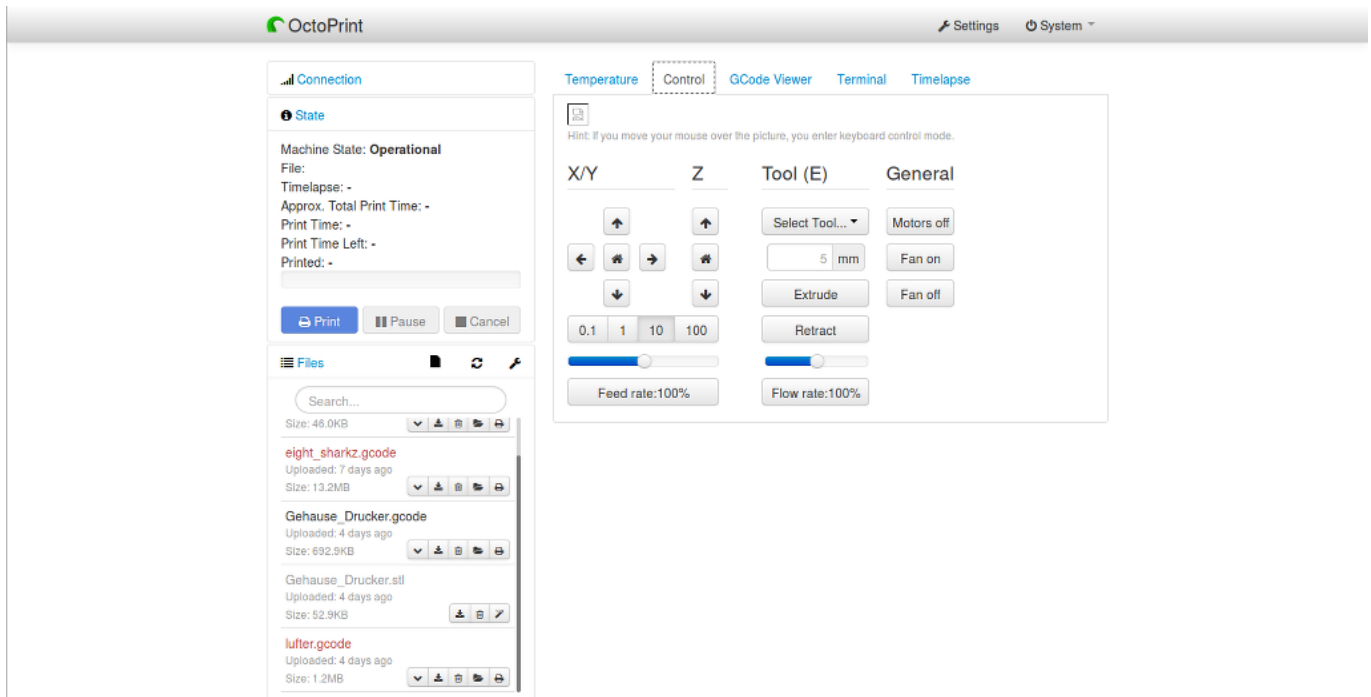 OctoPrint
Settings
System
Connection
State
Machine State: Operational
File:
Timelapse: -
Approx. Total Print Time: -
Print Time: -
Print Time Left: -
Printed: -
Print
Pause
Cancel
Files
Search...
Size: 46.0KB
eight_sharkz.gcode
Uploaded: 7 days ago
Size: 13.2MB
Gehause_Drucker.gcode
Uploaded: 4 days ago
Size: 692.9KB
Gehause_Drucker.stl
Uploaded: 4 days ago
Size: 52.9KB
lufter.gcode
Uploaded: 4 days ago
Size: 1.2MB
Temperature
Control
GCode Viewer
Terminal
Timelapse
Hint: If you move your mouse over the picture, you enter keyboard control mode.
X/Y
Z
Tool (E)
General
Select Tool...
Motors off
5 mm
Fan on
Extrude
Fan off
0.1 1 10 100
Retract
Feed rate:100%
Flow rate:100%